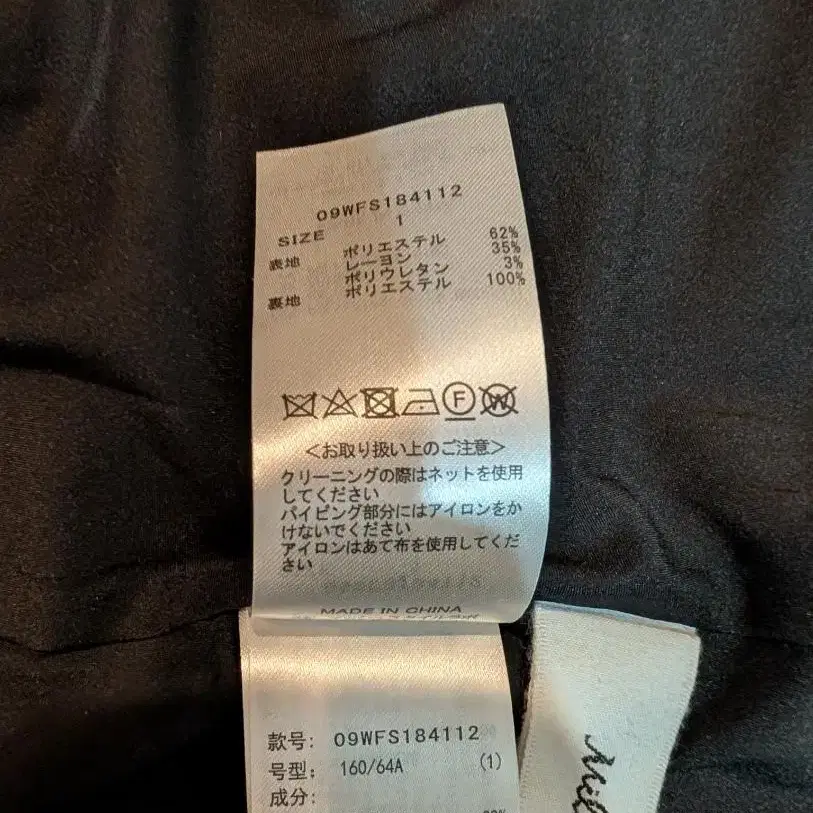 09WFS184112
SIZE 1
表地 ポリエステル 62%
レーヨン 35%
ポリウレタン 3%
裏地 ポリエステル 100%
F W
<お取り扱い上のご注意>
クリーニングの際はネットを使用
してください
パイピング部分にはアイロンをか
けないでください
アイロンはあて布を使用してくだ
さい
MADE IN CHINA
款号: 09WFS184112
号型: 160/64A (1)
成分: